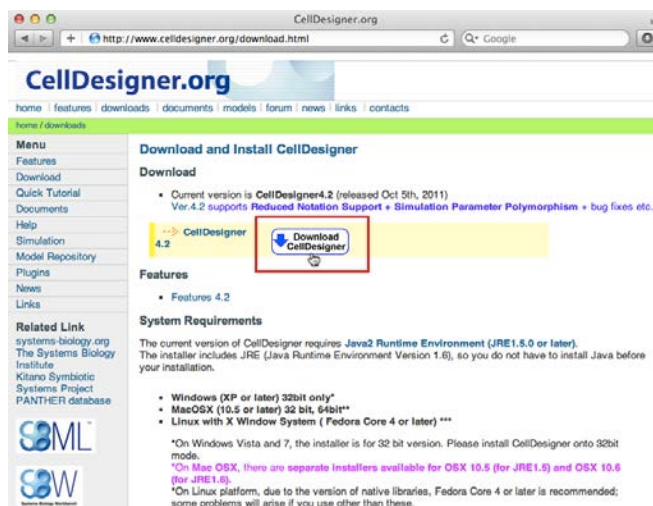 CellDesigner.org
http://www.celldesigner.org/download.html
Google
CellDesigner.org
home | features | downloads | documents | models | forum | news | links | contacts
home / downloads
Menu
Features
Download
Quick Tutorial
Documents
Help
Simulation
Model Repository
Plugins
News
Links
Related Link
systems-biology.org
The Systems Biology
Institute
Kitano Symbiotic
Systems Project
PANTHER database
SBML
SBW
Systems Biology Workbench
Download and Install CellDesigner
Download
• Current version is CellDesigner4.2 (released Oct 5th, 2011)
Ver.4.2 supports Reduced Notation Support + Simulation Parameter Polymorphism + bug fixes etc.
--> CellDesigner
4.2
Download
CellDesigner
Features
• Features 4.2
System Requirements
The current version of CellDesigner requires Java2 Runtime Environment (JRE1.5.0 or later).
The installer includes JRE (Java Runtime Environment Version 1.6), so you do not have to install Java before
your installation.
• Windows (XP or later) 32bit only*
• MacOSX (10.5 or later) 32 bit, 64bit**
• Linux with X Window System ( Fedora Core 4 or later) ***
*On Windows Vista and 7, the installer is for 32 bit version. Please install CellDesigner onto 32bit
mode.
*On Mac OSX, there are separate installers available for OSX 10.5 (for JRE1.5) and OSX 10.6
(for JRE1.6).
*On Linux platform, due to the version of native libraries, Fedora Core 4 or later is recommended;
some problems will arise if you use other than these.